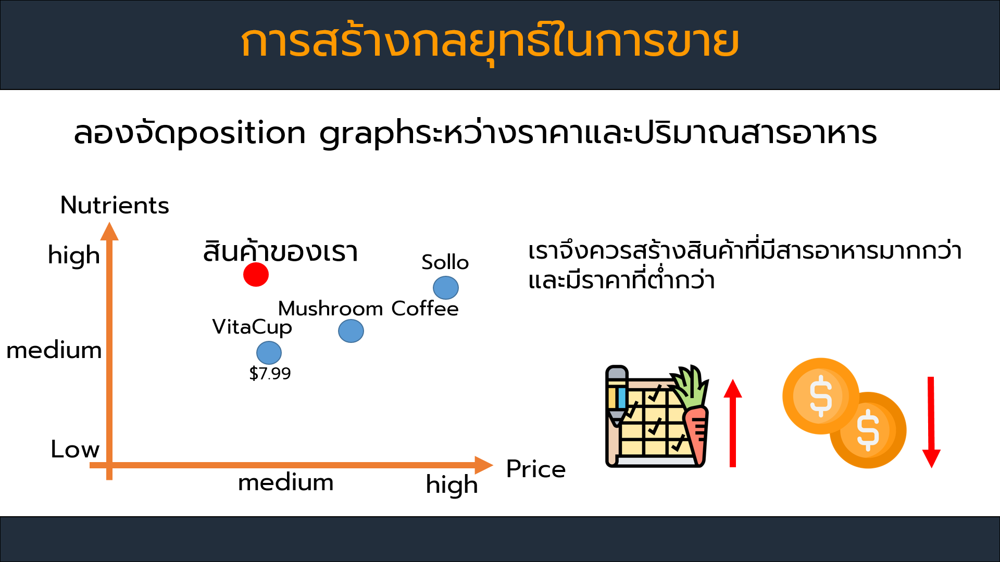 การสร้างกลยุทธ์ในการขาย
ลองจัดposition graphระหว่างราคาและปริมาณสารอาหาร
Nutrients
high
สินค้าของเรา
Sollo
Mushroom Coffee
VitaCup
$7.99
medium
Low
medium
high
Price
เราจึงควรสร้างสินค้าที่มีสารอาหารมากกว่า
และมีราคาที่ต่ำกว่า